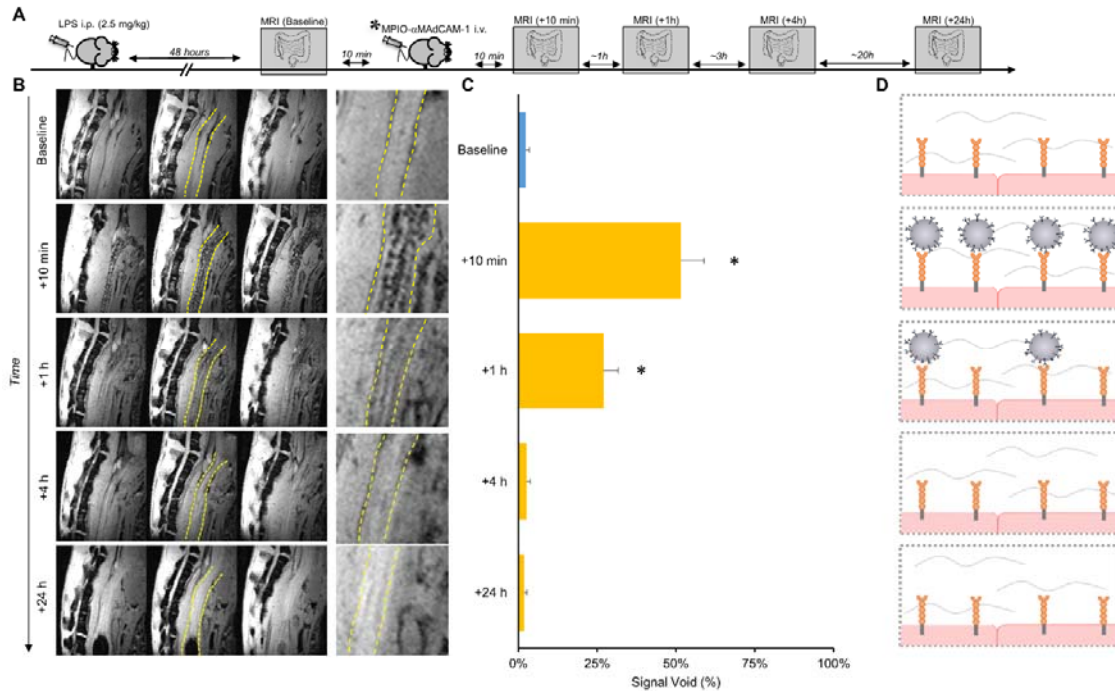 A
LPS i.p. (2.5 mg/kg)
48 hours
MRI (Baseline)
10 min
*MPIO-αMAdCAM-1 i.v.
10 min
MRI (+10 min)
~1h
MRI (+1h)
~3h
MRI (+4h)
~20h
MRI (+24h)
B
Time
Baseline
+10 min
+1 h
+4 h
+24 h
C
Baseline
+10 min
*
+1 h
*
+4 h
+24 h
0%
25%
50%
75%
100%
Signal Void (%)
D